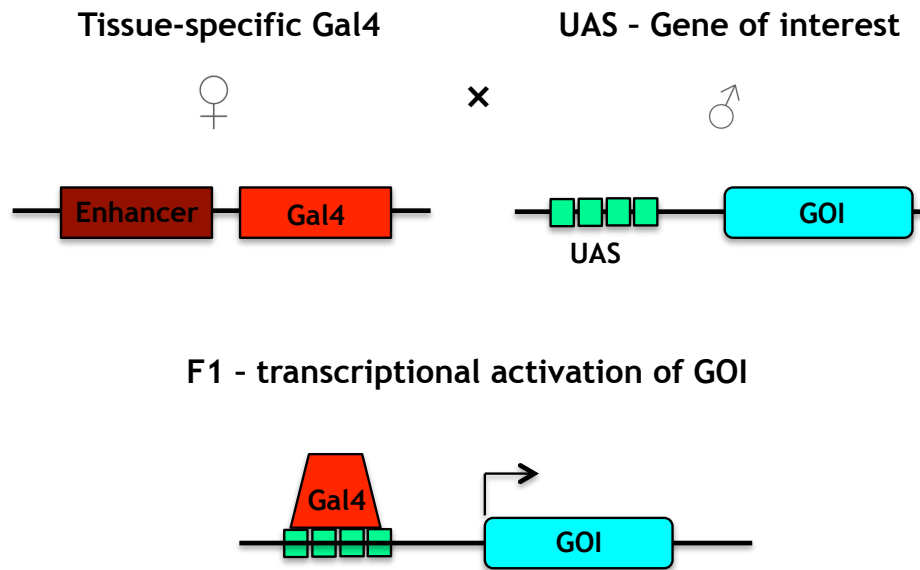 Tissue-specific Gal4
UAS - Gene of interest
♀ × ♂
Enhancer
Gal4
GOI
UAS
F1 - transcriptional activation of GOI
Gal4
GOI